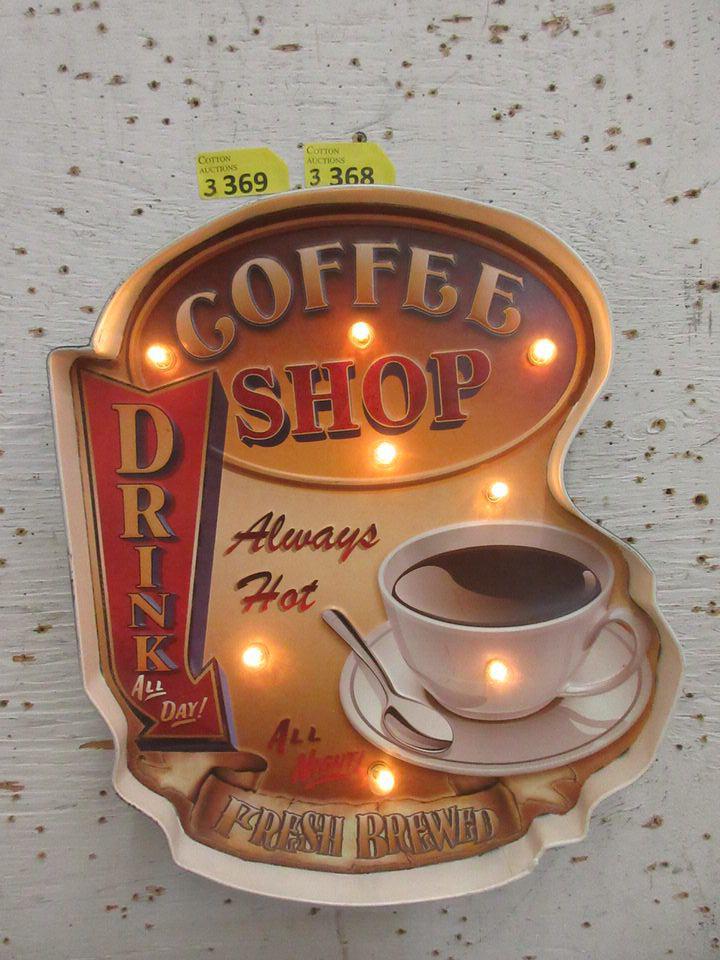 COTTON
AUCTIONS
3 369
COTTON
AUCTIONS
3 368
COFFEE
SHOP
DRINK
ALL
DAY!
Always
Hot
ALL
NIGHT!
FRESH BREWED